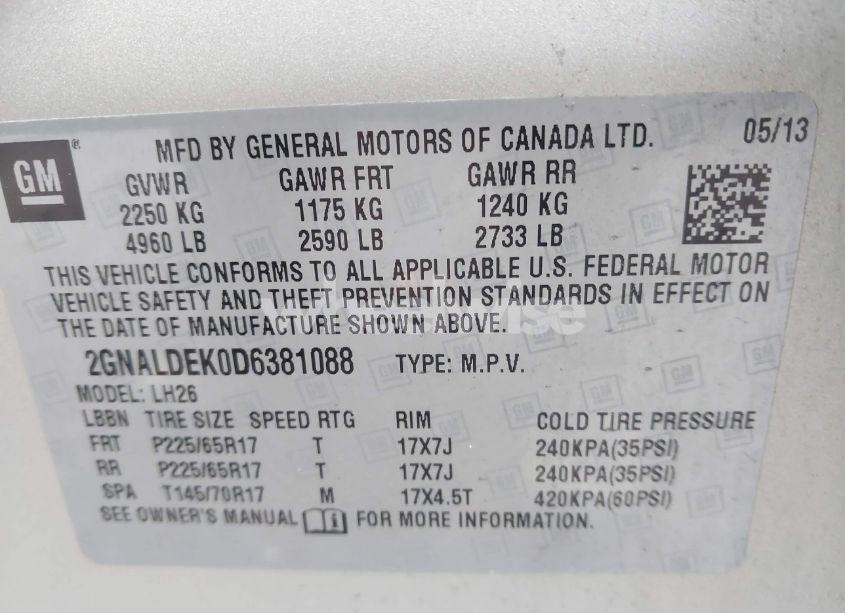 GM
MFD BY GENERAL MOTORS OF CANADA LTD. 05/13
GVWR GAWR FRT GAWR RR
2250 KG 1175 KG 1240 KG
4960 LB 2590 LB 2733 LB
THIS VEHICLE CONFORMS TO ALL APPLICABLE U.S. FEDERAL MOTOR
VEHICLE SAFETY AND THEFT PREVENTION STANDARDS IN EFFECT ON
THE DATE OF MANUFACTURE SHOWN ABOVE.
2GNALDEK0D6381088 TYPE: M.P.V.
MODEL: LH26
LBBN TIRE SIZE SPEED RTG RIM COLD TIRE PRESSURE
FRT P225/65R17 T 17X7J 240KPA(35PSI)
RR P225/65R17 T 17X7J 240KPA(35PSI)
SPA T145/70R17 M 17X4.5T 420KPA(60PSI)
SEE OWNER'S MANUAL FOR MORE INFORMATION.